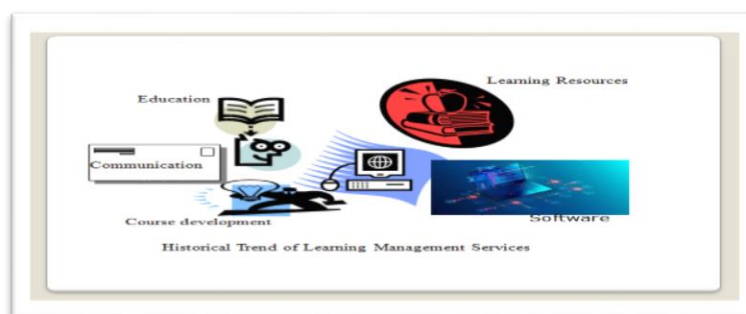 Learning Resources
Education
Communication
Course development
Software
Historical Trend of Learning Management Services